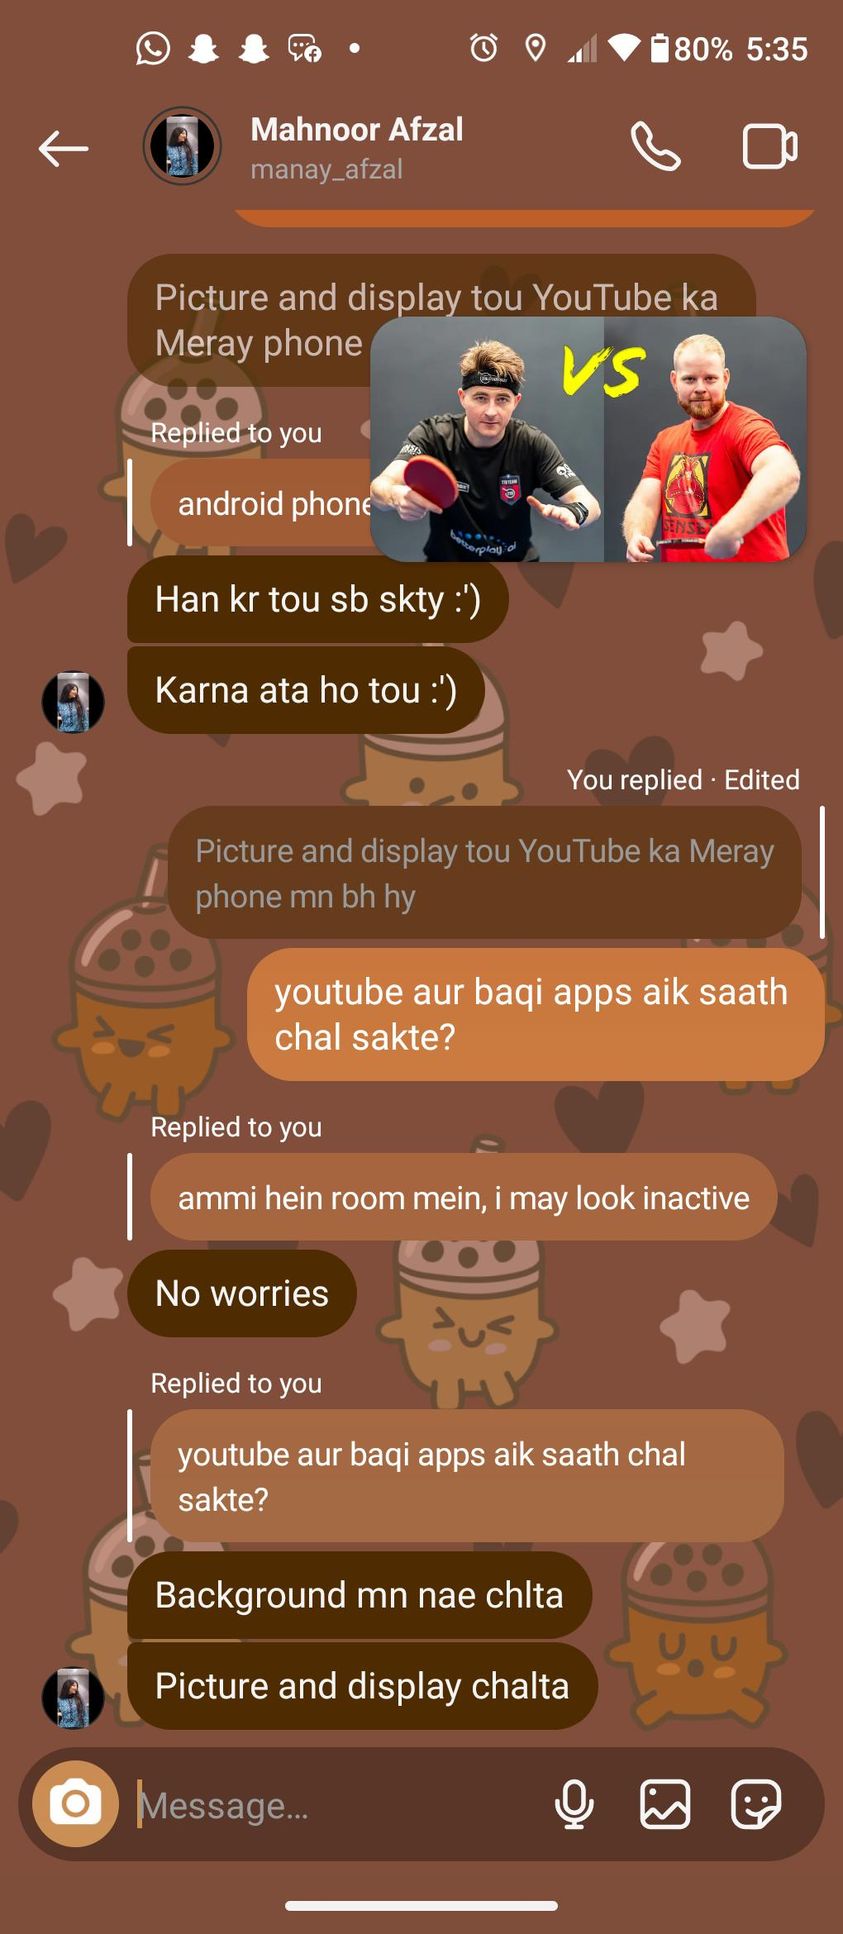 80% 5:35
Mahnoor Afzal
manay_afzal
Picture and display tou YouTube ka
Meray phone
VS
Replied to you
android phone
Han kr tou sb skty :')
Karna ata ho tou :')
You replied · Edited
Picture and display tou YouTube ka Meray
phone mn bh hy
youtube aur baqi apps aik saath
chal sakte?
Replied to you
ammi hein room mein, i may look inactive
No worries
Replied to you
youtube aur baqi apps aik saath chal
sakte?
Background mn nae chlta
Picture and display chalta
Message...